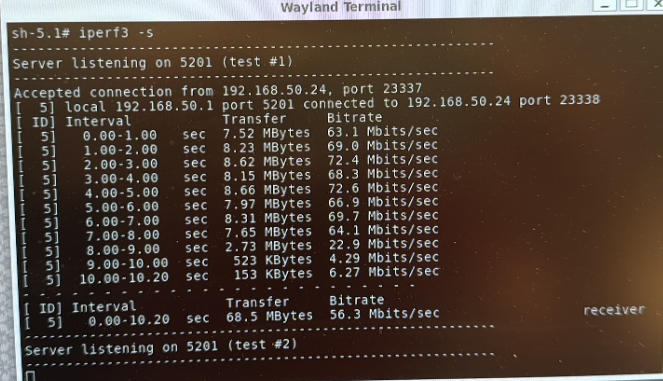 Wayland Terminal
sh-5.1# iperf3 -s
-----------------------------------------------------------
Server listening on 5201 (test #1)
-----------------------------------------------------------
Accepted connection from 192.168.50.24, port 23337
[  5] local 192.168.50.1 port 5201 connected to 192.168.50.24 port 23338
[ ID] Interval           Transfer     Bitrate
[  5]   0.00-1.00   sec  7.52 MBytes  63.1 Mbits/sec
[  5]   1.00-2.00   sec  8.23 MBytes  69.0 Mbits/sec
[  5]   2.00-3.00   sec  8.62 MBytes  72.4 Mbits/sec
[  5]   3.00-4.00   sec  8.15 MBytes  68.3 Mbits/sec
[  5]   4.00-5.00   sec  8.66 MBytes  72.6 Mbits/sec
[  5]   5.00-6.00   sec  7.97 MBytes  66.9 Mbits/sec
[  5]   6.00-7.00   sec  8.31 MBytes  69.7 Mbits/sec
[  5]   7.00-8.00   sec  7.65 MBytes  64.1 Mbits/sec
[  5]   8.00-9.00   sec  2.73 MBytes  22.9 Mbits/sec
[  5]   9.00-10.00  sec   523 KBytes  4.29 Mbits/sec
[  5]  10.00-10.20  sec   153 KBytes  6.27 Mbits/sec
- - - - - - - - - - - - - - - - - - - - - - - - -
[ ID] Interval           Transfer     Bitrate
[  5]   0.00-10.20  sec  68.5 MBytes  56.3 Mbits/sec                  receiver
-----------------------------------------------------------
Server listening on 5201 (test #2)
-----------------------------------------------------------